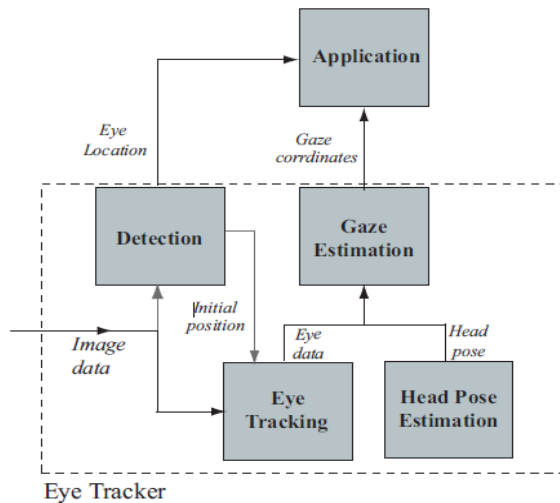 Application
Eye
Location
Gaze
corrdinates
Detection
Gaze
Estimation
Initial
position
Image
data
Eye
data
Head
pose
Eye
Tracking
Head Pose
Estimation
Eye Tracker